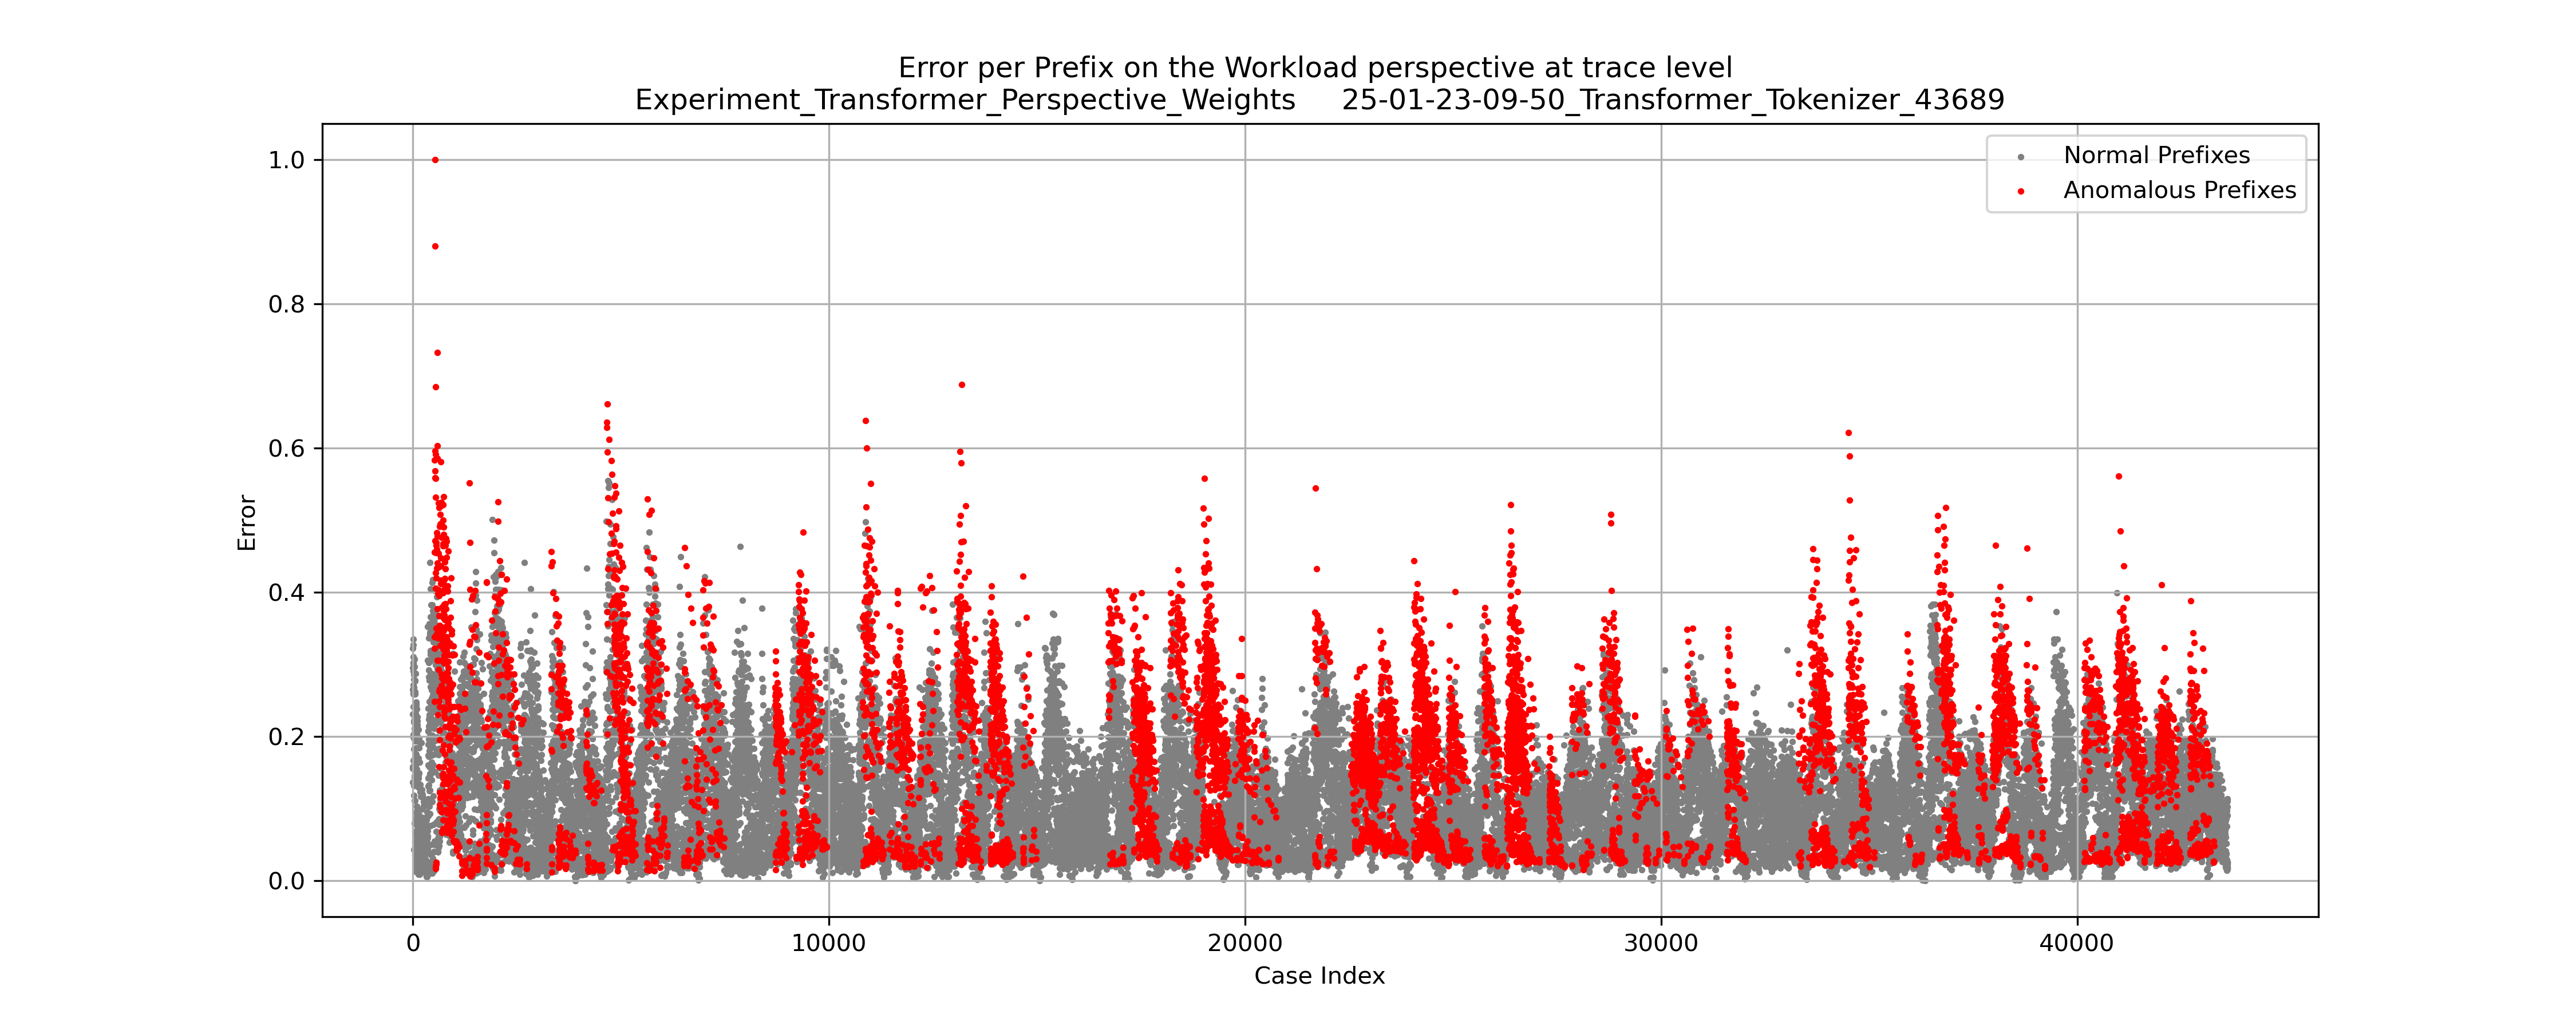 Error per Prefix on the Workload perspective at trace level
Experiment_Transformer_Perspective_Weights 25-01-23-09-50_Transformer_Tokenizer_43689
Normal Prefixes
Anomalous Prefixes
1.0
0.8
0.6
0.4
0.2
0.0
Error
0 10000 20000 30000 40000
Case Index